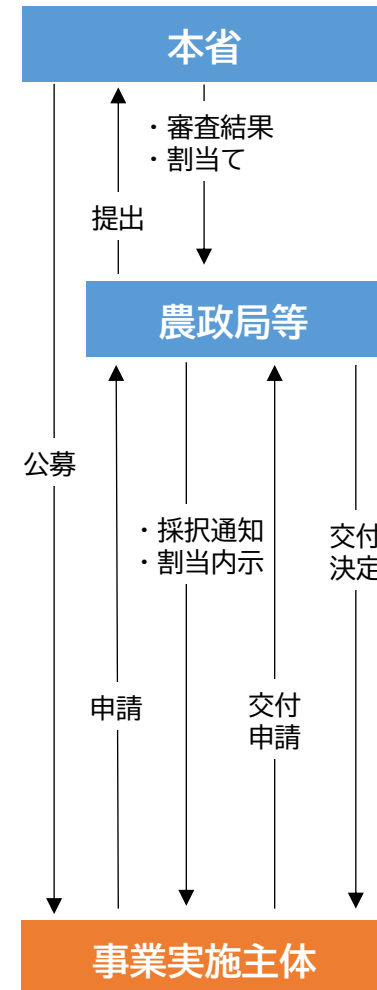 本省
・審査結果
・割当て
提出
農政局等
公募
・採択通知
・割当内示
交付
決定
申請
交付
申請
事業実施主体